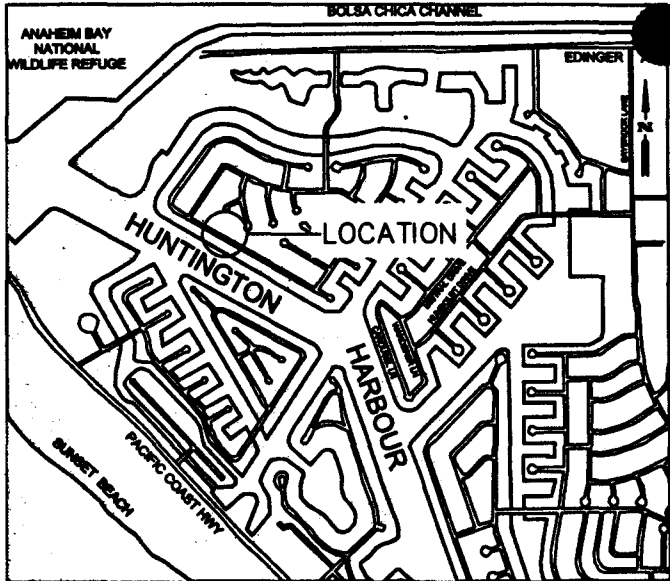 BOLSA CHICA CHANNEL
ANAHEIM BAY
NATIONAL
WILDLIFE REFUGE
EDINGER
N
LOCATION
HUNTINGTON
HARBOUR
PACIFIC COAST HWY
SUNSET BEACH